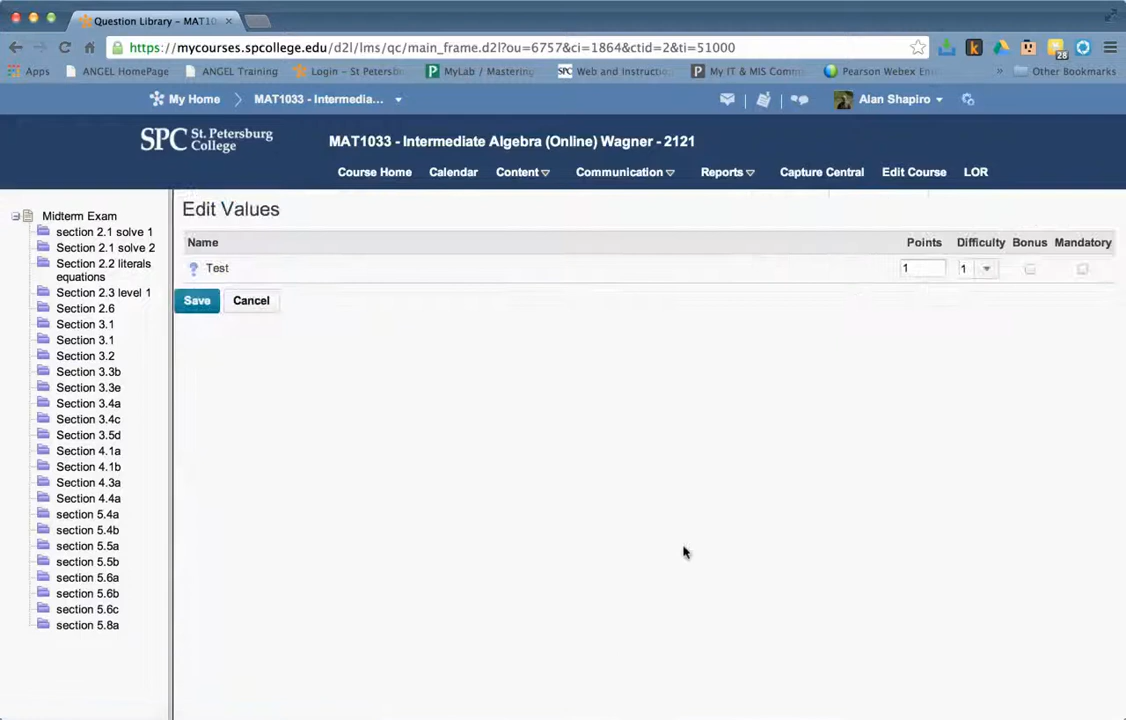 Question Library – MAT10
https://mycourses.spcollege.edu/d2l/lms/qc/main_frame.d2l?ou=6757&ci=1864&ctid=2&ti=51000
Apps ANGEL HomePage ANGEL Training Login – St Petersb MyLab / Mastering SPC Web and Instructi My IT & MIS Comm P Pearson Webex En » Other Bookmarks
28
My Home MAT1033 - Intermedia... Alan Shapiro
SPC St. Petersburg College
MAT1033 - Intermediate Algebra (Online) Wagner - 2121
Course Home Calendar Content Communication Reports Capture Central Edit Course LOR
Midterm Exam
section 2.1 solve 1
Section 2.1 solve 2
Section 2.2 literals
equations
Section 2.3 level 1
Section 2.6
Section 3.1
Section 3.1
Section 3.2
Section 3.3b
Section 3.3e
Section 3.4a
Section 3.4c
Section 3.5d
Section 4.1a
Section 4.1b
Section 4.3a
Section 4.4a
section 5.4a
section 5.4b
section 5.5a
section 5.5b
section 5.6a
section 5.6b
section 5.6c
section 5.8a
Edit Values
Name Points Difficulty Bonus Mandatory
? Test 1 1
Save Cancel